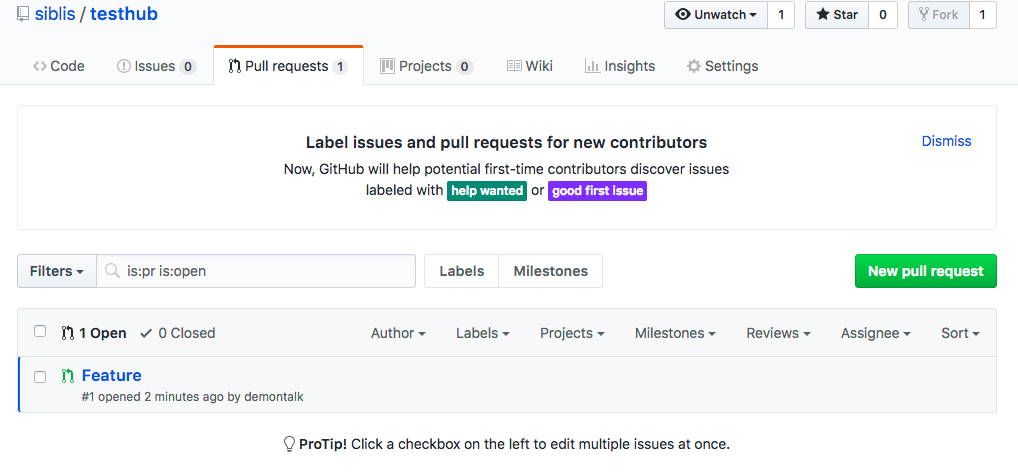 siblis / testhub Unwatch 1 Star 0 Fork 1
Code Issues 0 Pull requests 1 Projects 0 Wiki Insights Settings
Label issues and pull requests for new contributors Dismiss
Now, GitHub will help potential first-time contributors discover issues
labeled with help wanted or good first issue
Filters is:pr is:open Labels Milestones New pull request
1 Open 0 Closed Author Labels Projects Milestones Reviews Assignee Sort
Feature
#1 opened 2 minutes ago by demontalk
ProTip! Click a checkbox on the left to edit multiple issues at once.